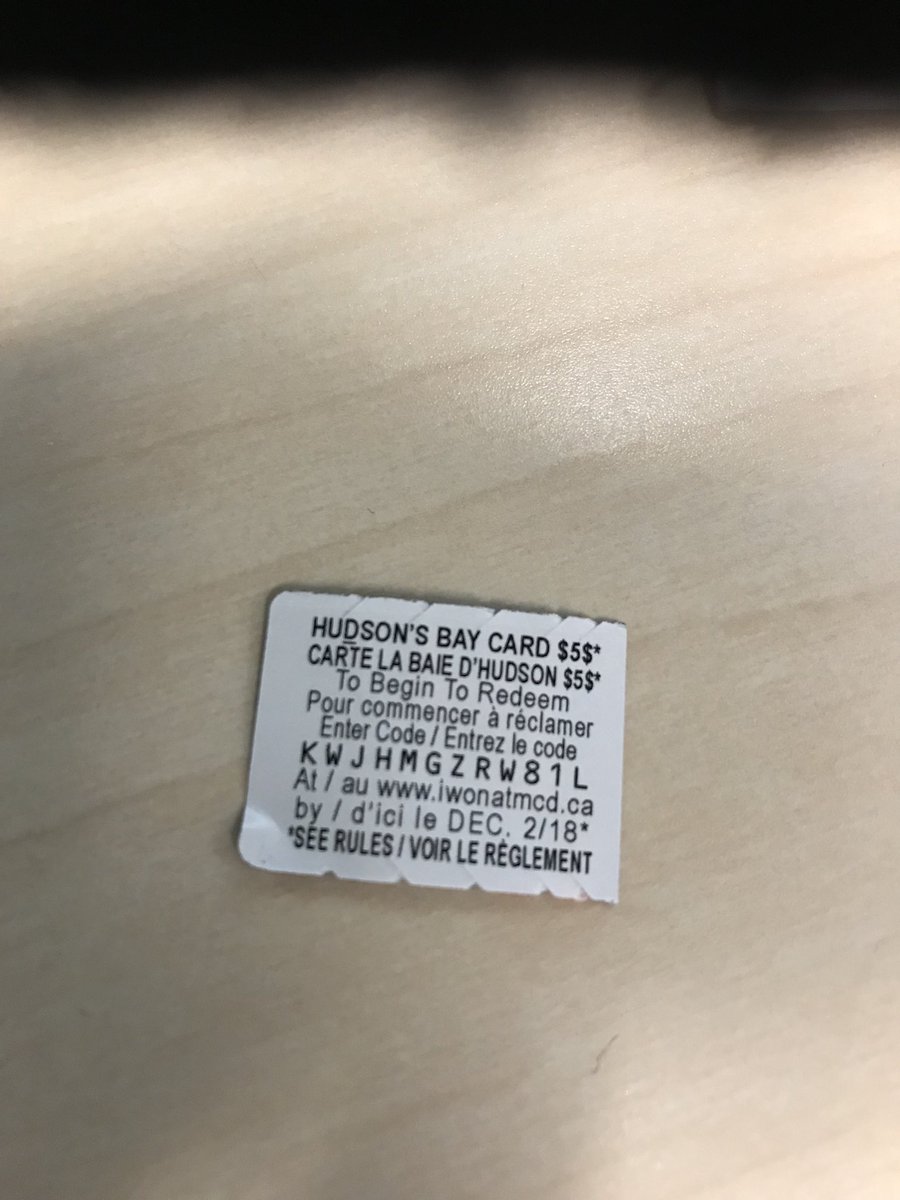 HUDSON'S BAY CARD $5$*
CARTE LA BAIE D'HUDSON $5$*
To Begin To Redeem
Pour commencer à réclamer
Enter Code / Entrez le code
KWJHMGZRW81L
At / au www.iwonatmcd.ca
by / d'ici le DEC. 2/18*
*SEE RULES / VOIR LE RÈGLEMENT